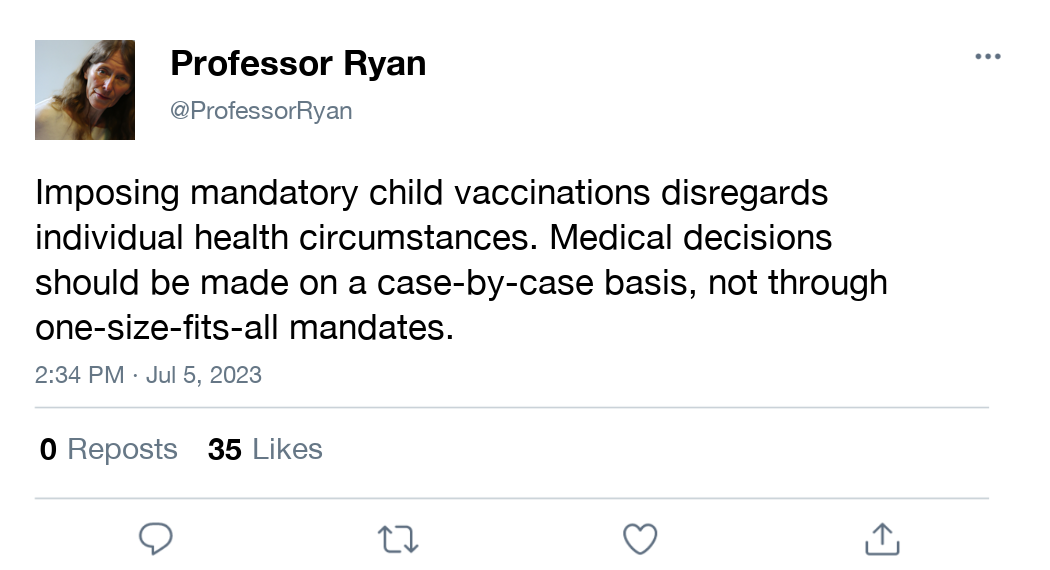 Professor Ryan
@ProfessorRyan
Imposing mandatory child vaccinations disregards
individual health circumstances. Medical decisions
should be made on a case-by-case basis, not through
one-size-fits-all mandates.
2:34 PM · Jul 5, 2023
0 Reposts 35 Likes